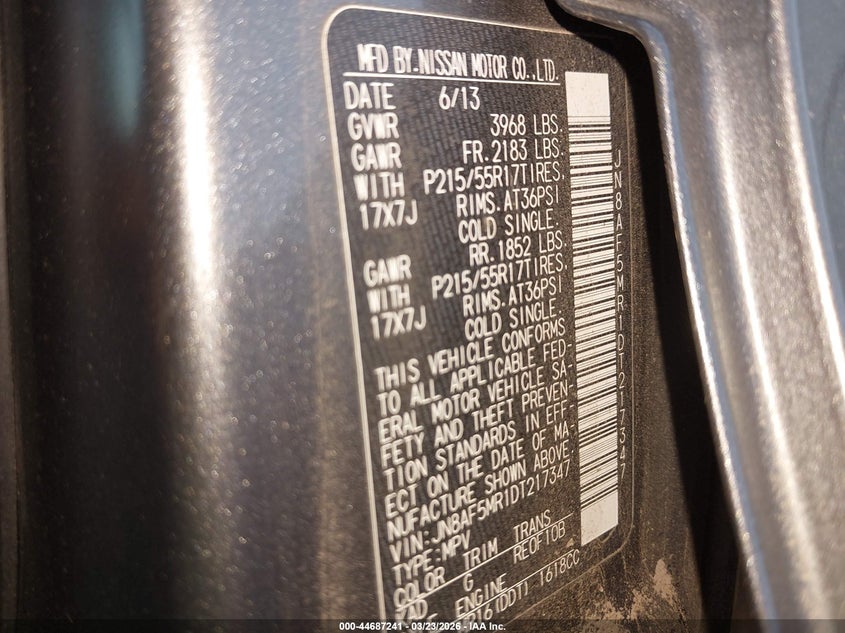 MFD BY.NISSAN MOTOR CO.,LTD.
DATE 6/13
GVWR 3968 LBS.
GAWR FR.2183 LBS.
WITH P215/55R17TIRES,
17X7J RIMS.AT36PSI
COLD SINGLE.
RR.1852 LBS.
GAWR P215/55R17TIRES,
WITH RIMS.AT36PSI
17X7J COLD SINGLE.
THIS VEHICLE CONFORMS
TO ALL APPLICABLE FED-
ERAL MOTOR VEHICLE SA-
FETY AND THEFT PREVEN-
TION STANDARDS IN EFF-
ECT ON THE DATE OF MA-
NUFACTURE SHOWN ABOVE.
VIN:JN8AF5MR1DT217347
TYPE:MPV
COLOR TRIM TRANS
G RE0F10B
ENGINE
(DDT) 1618CC
JN8AF5MR1DT217347
000-44687241 — 03/23/2026 — IAA Inc.